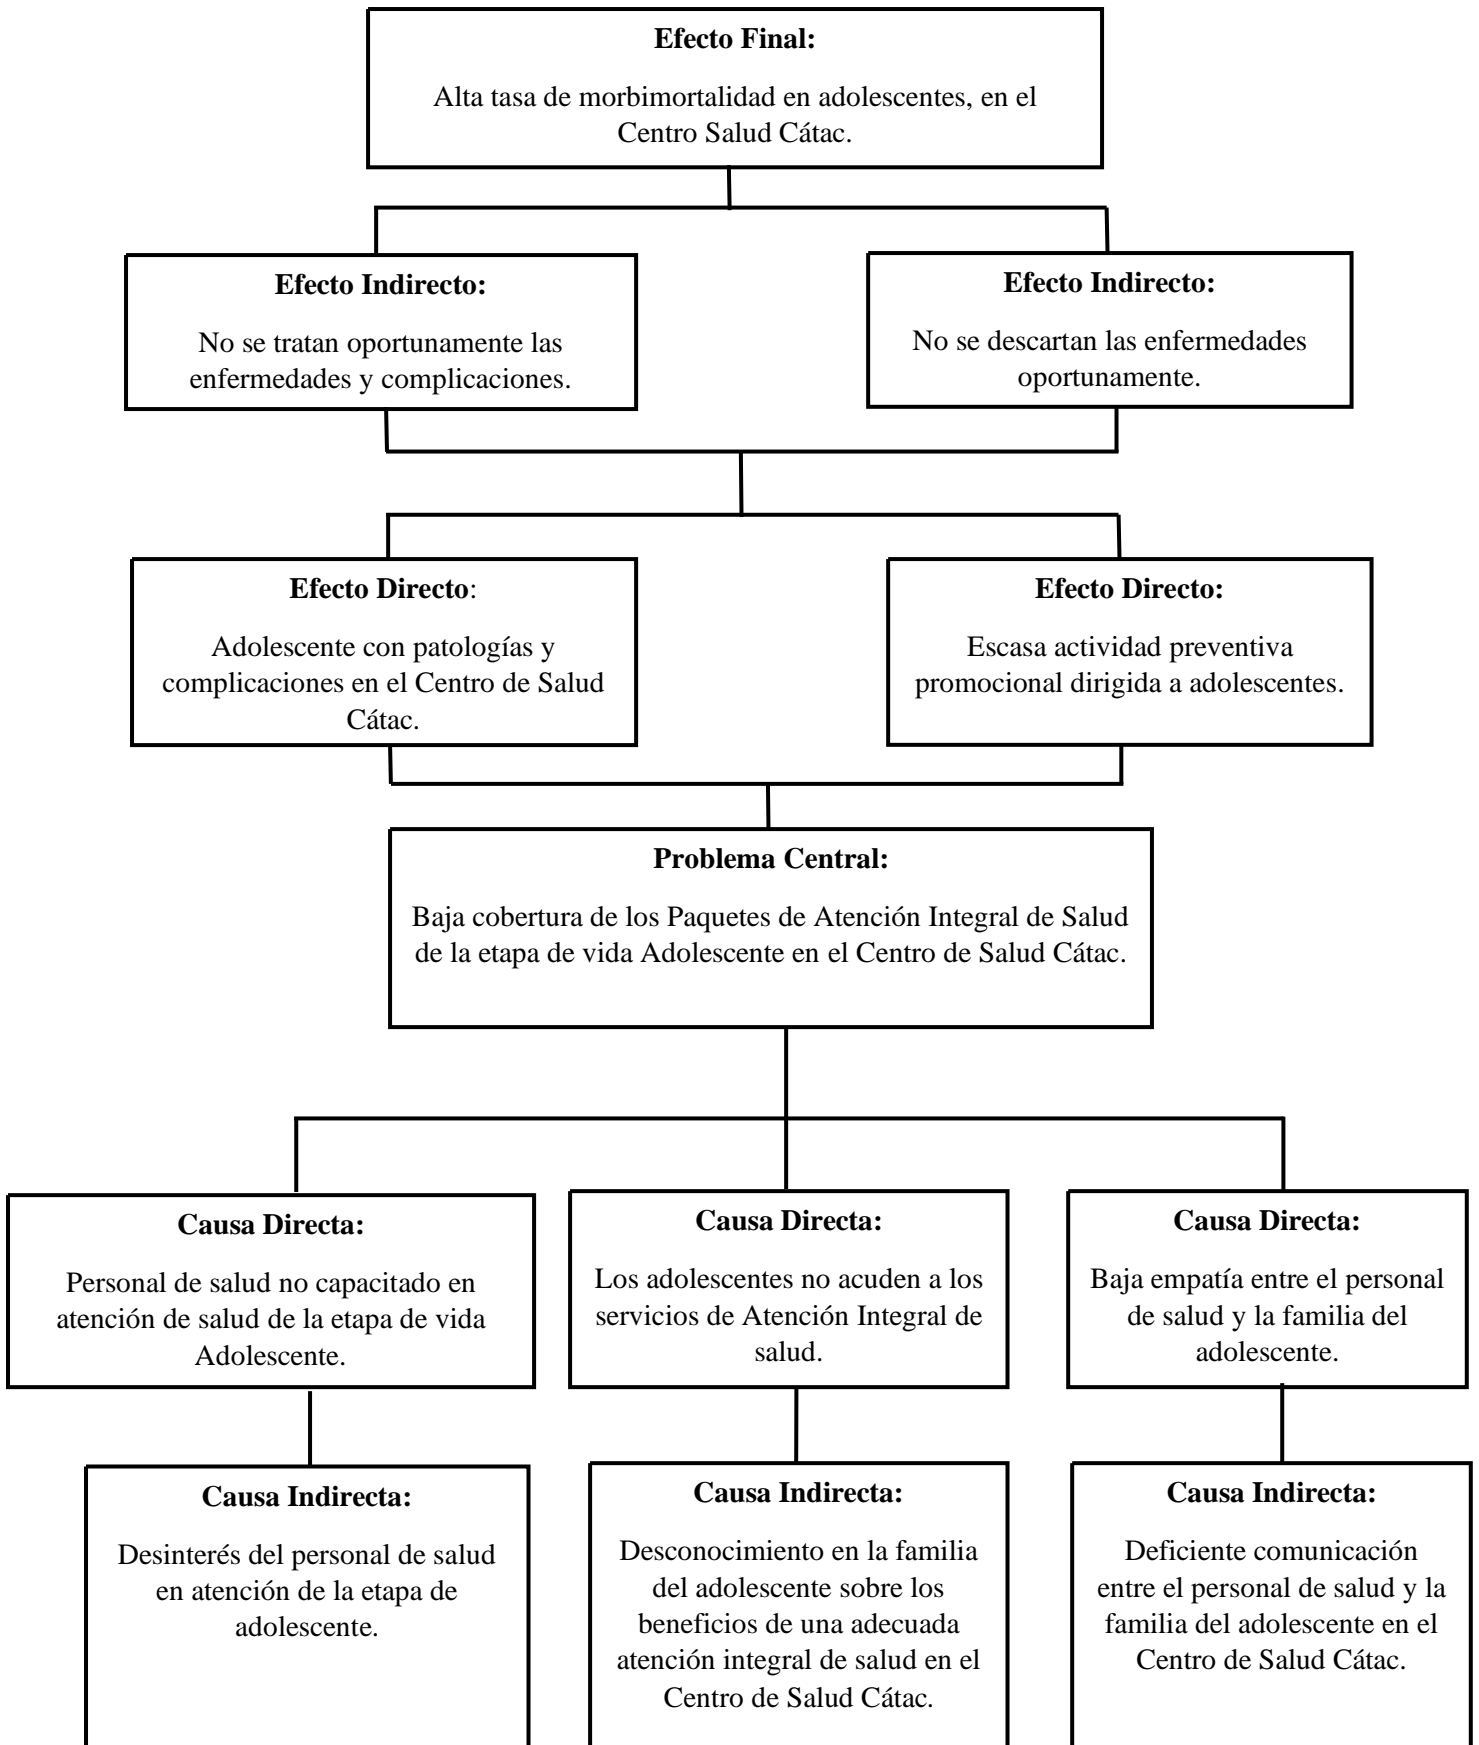 Efecto Final:
Alta tasa de morbimortalidad en adolescentes, en el
Centro Salud Cátac.
Efecto Indirecto:
No se tratan oportunamente las
enfermedades y complicaciones.
Efecto Indirecto:
No se descartan las enfermedades
oportunamente.
Efecto Directo:
Adolescente con patologías y
complicaciones en el Centro de Salud
Cátac.
Efecto Directo:
Escasa actividad preventiva
promocional dirigida a adolescentes.
Problema Central:
Baja cobertura de los Paquetes de Atención Integral de Salud
de la etapa de vida Adolescente en el Centro de Salud Cátac.
Causa Directa:
Personal de salud no capacitado en
atención de salud de la etapa de vida
Adolescente.
Causa Directa:
Los adolescentes no acuden a los
servicios de Atención Integral de
salud.
Causa Directa:
Baja empatía entre el personal
de salud y la familia del
adolescente.
Causa Indirecta:
Desinterés del personal de salud
en atención de la etapa de
adolescente.
Causa Indirecta:
Desconocimiento en la familia
del adolescente sobre los
beneficios de una adecuada
atención integral de salud en el
Centro de Salud Cátac.
Causa Indirecta:
Deficiente comunicación
entre el personal de salud y la
familia del adolescente en el
Centro de Salud Cátac.